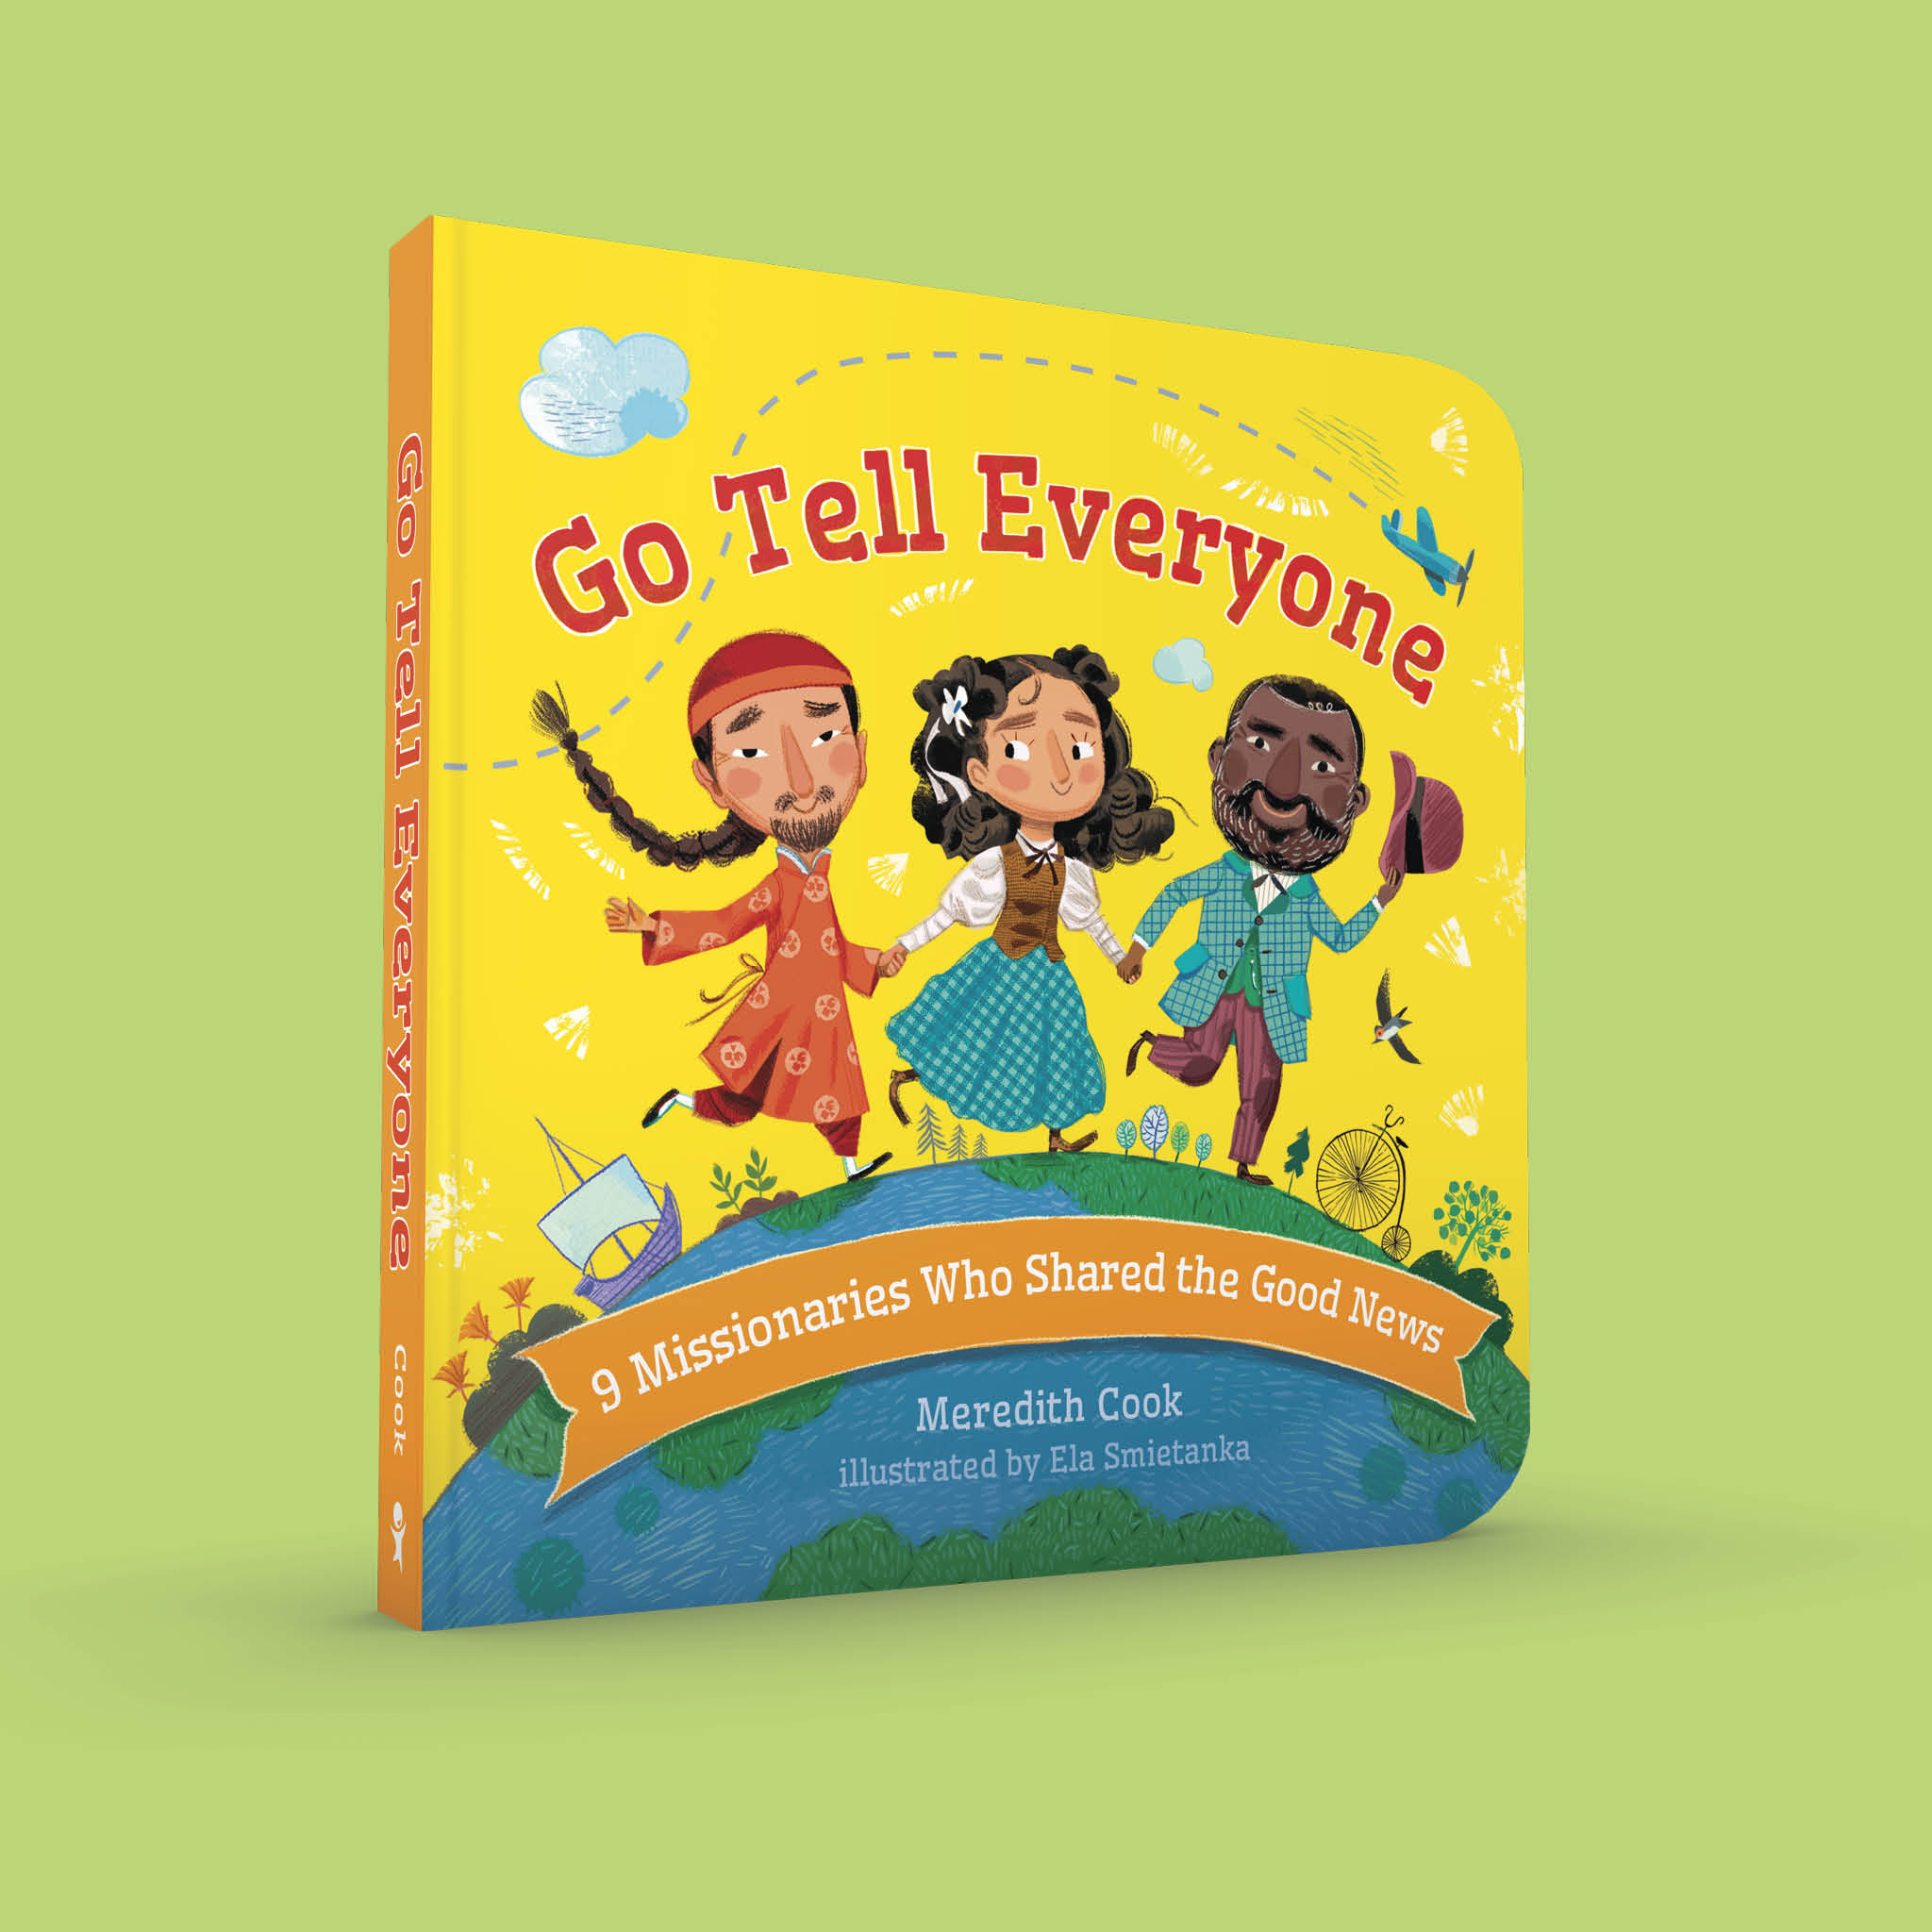 Go Tell Everyone
9 Missionaries Who Shared the Good News
Meredith Cook
illustrated by Ela Smietanka
Go Tell Everyone
Cook